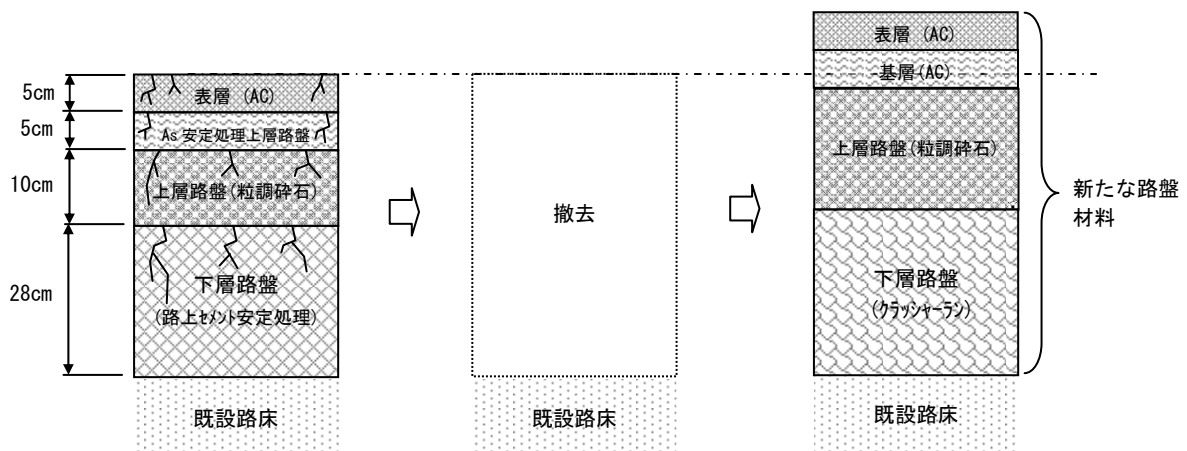 5cm
5cm
10cm
28cm
表層 (AC)
As 安定処理上層路盤
上層路盤(粒調砕石)
下層路盤
(路上ｾﾒﾝﾄ安定処理)
既設路床
撤去
既設路床
表層 (AC)
基層(AC)
上層路盤(粒調砕石)
下層路盤
(ｸﾗｯｼｬｰﾗﾝ)
既設路床
新たな路盤
材料